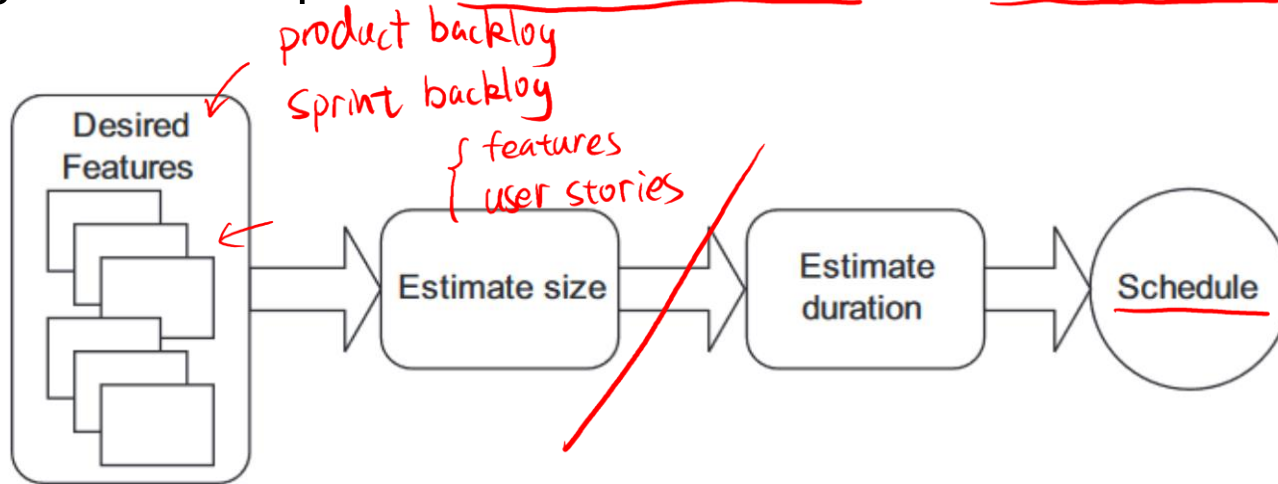 product backlog
sprint backlog
{ features
{ user stories
Desired
Features
Estimate size
Estimate
duration
Schedule